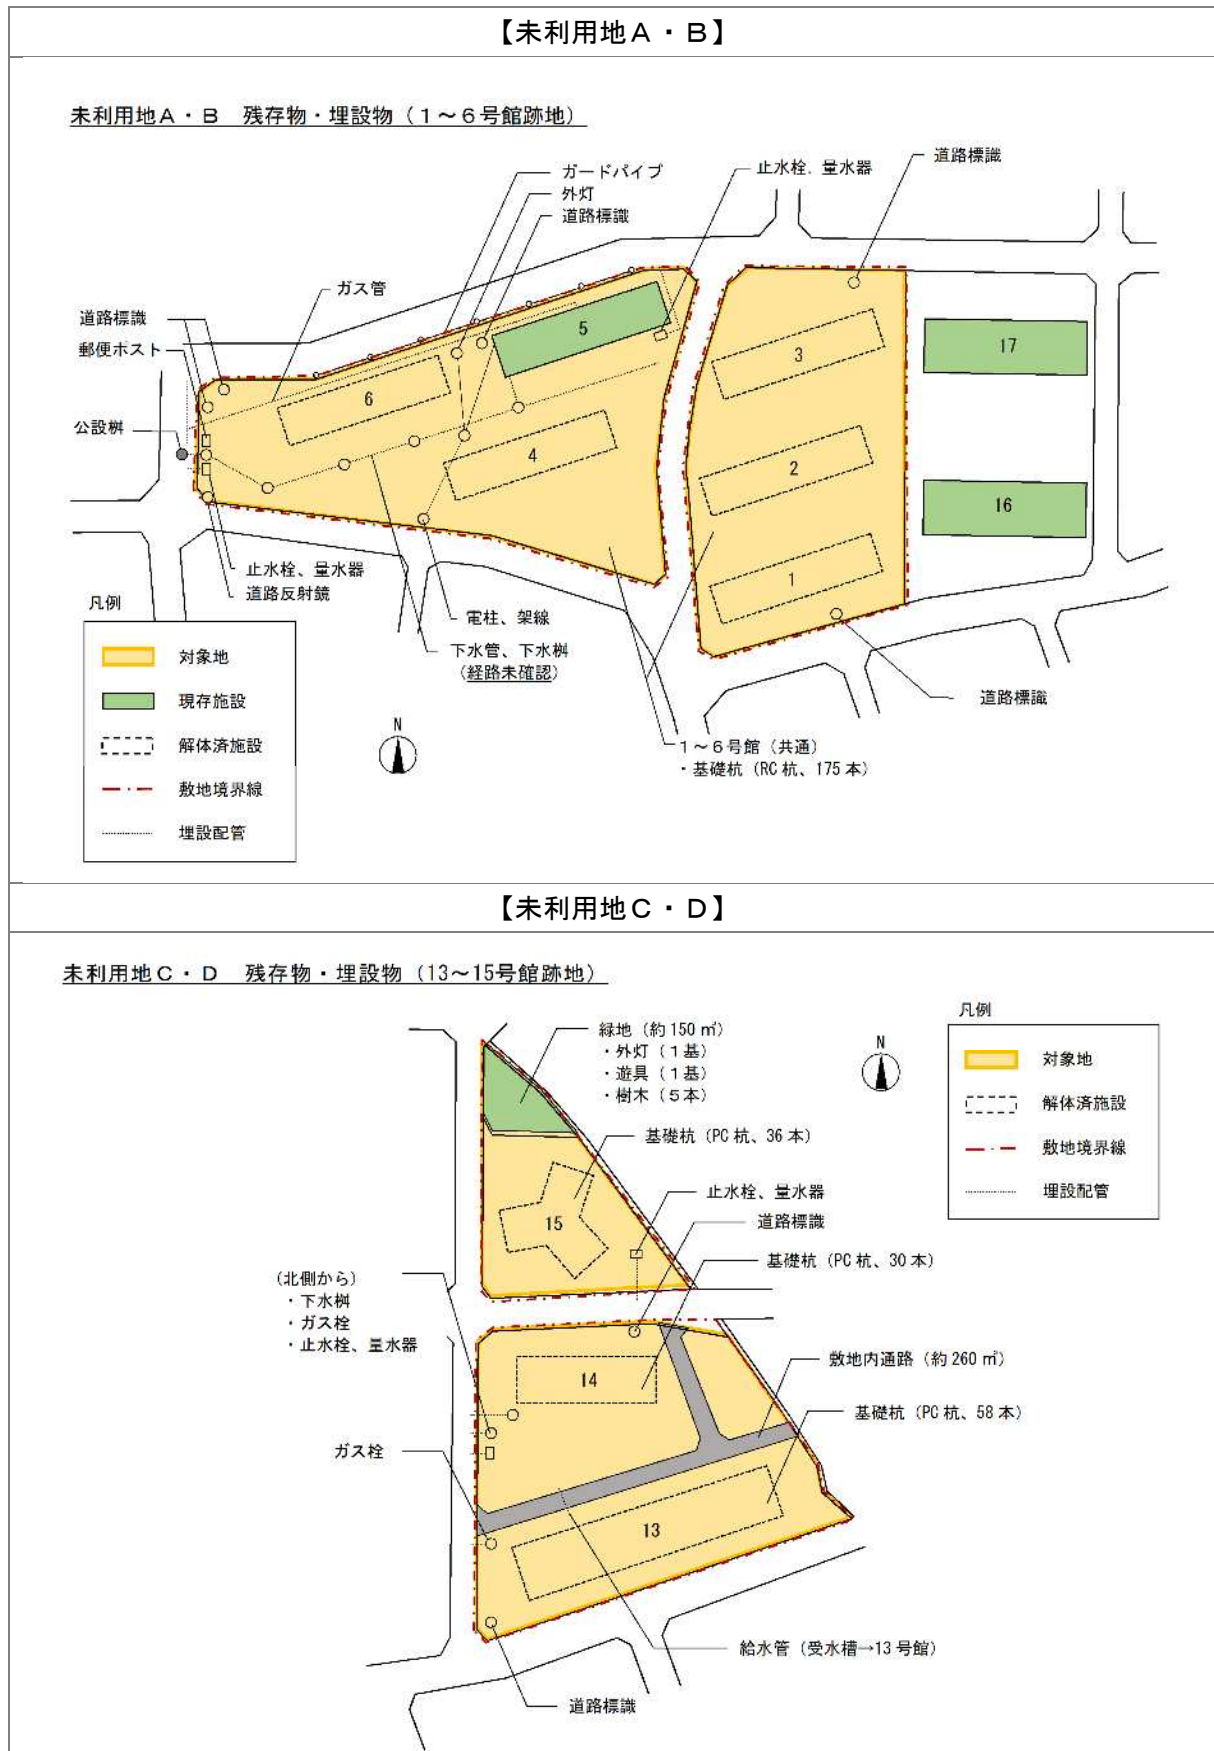 【未利用地A・B】
未利用地A・B　残存物・埋設物（1～6号館跡地）
ガードパイプ
外灯
道路標識
止水栓、量水器
道路標識
ガス管
道路標識
郵便ポスト
公設桝
5
6
4
3
2
1
17
16
止水栓、量水器
道路反射鏡
電柱、架線
下水管、下水桝
（経路未確認）
道路標識
1～6号館（共通）
・基礎杭（RC杭、175本）
N
凡例
対象地
現存施設
解体済施設
敷地境界線
埋設配管
【未利用地C・D】
未利用地C・D　残存物・埋設物（13～15号館跡地）
緑地（約150㎡）
・外灯（1基）
・遊具（1基）
・樹木（5本）
基礎杭（PC杭、36本）
止水栓、量水器
道路標識
基礎杭（PC杭、30本）
15
（北側から）
・下水桝
・ガス栓
・止水栓、量水器
14
敷地内通路（約260㎡）
基礎杭（PC杭、58本）
ガス栓
13
給水管（受水槽→13号館）
道路標識
N
凡例
対象地
解体済施設
敷地境界線
埋設配管